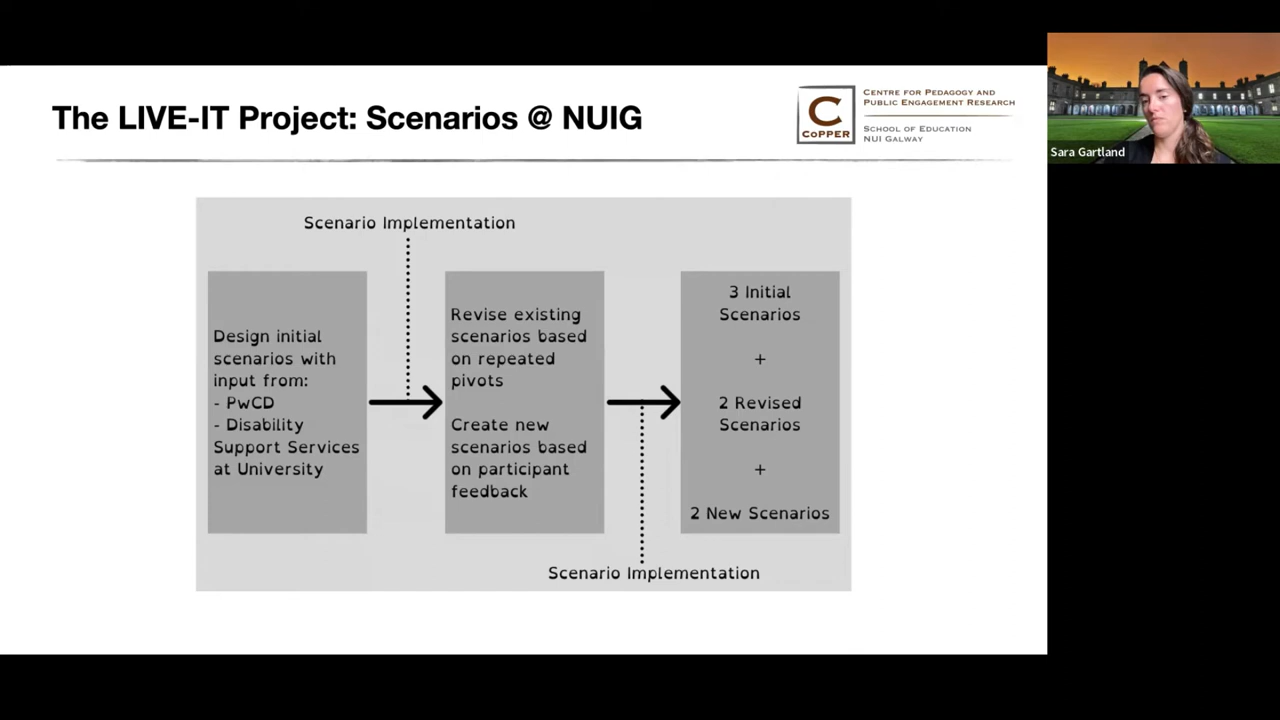 The LIVE-IT Project: Scenarios @ NUIG
C
CoPPER
CENTRE FOR PEDAGOGY AND
PUBLIC ENGAGEMENT RESEARCH
SCHOOL OF EDUCATION
NUI GALWAY
Sara Gartland
Scenario Implementation
Design initial
scenarios with
input from:
- PwCD
- Disability
Support Services
at University
Revise existing
scenarios based
on repeated
pivots
Create new
scenarios based
on participant
feedback
3 Initial
Scenarios
+
2 Revised
Scenarios
+
2 New Scenarios
Scenario Implementation